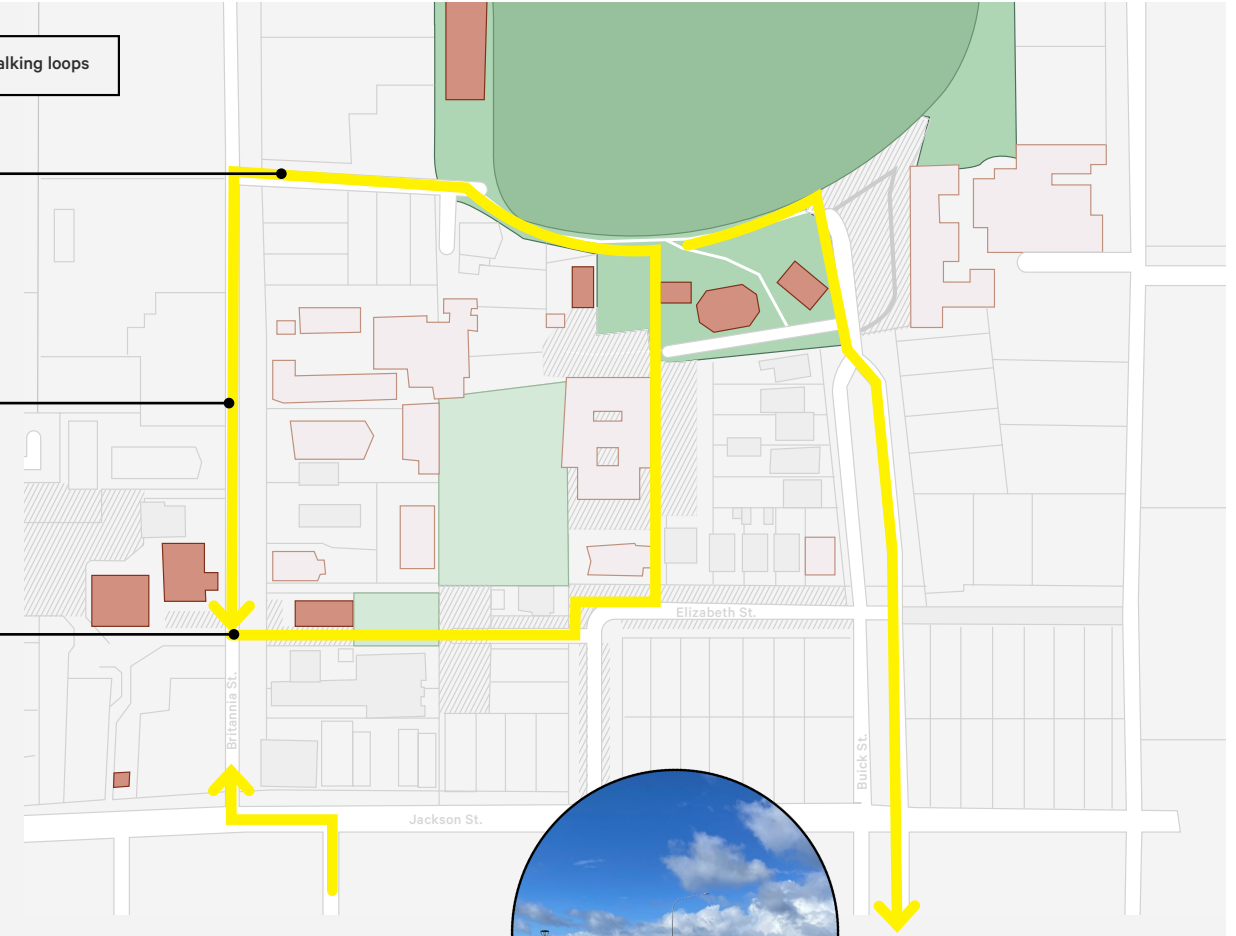 alking loops
Elizabeth St.
Britannia St.
Buick St.
Jackson St.